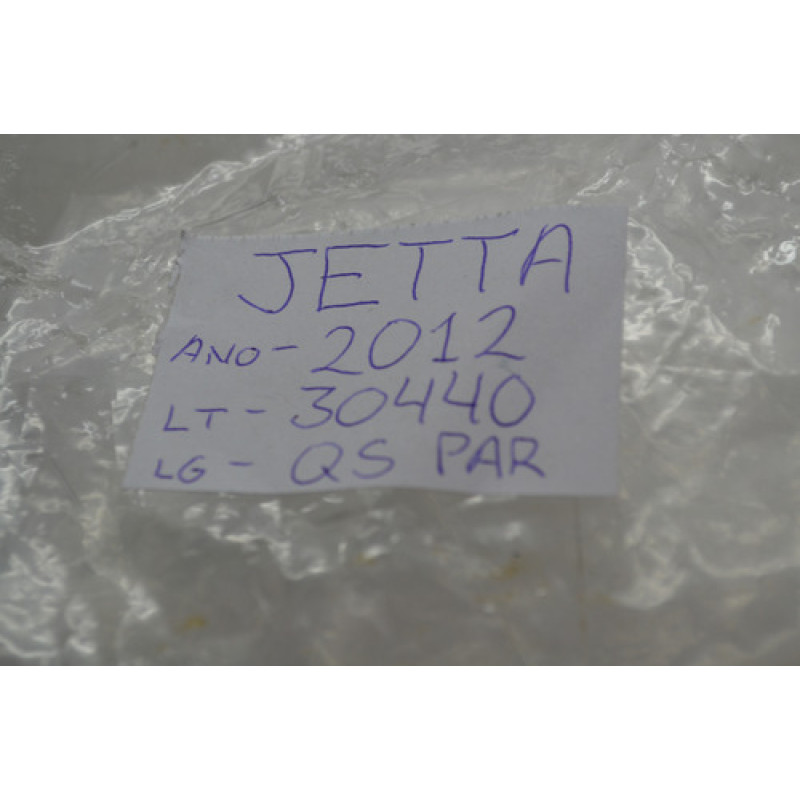 JETTA
ANO - 2012
LT - 30440
LG - QS PAR